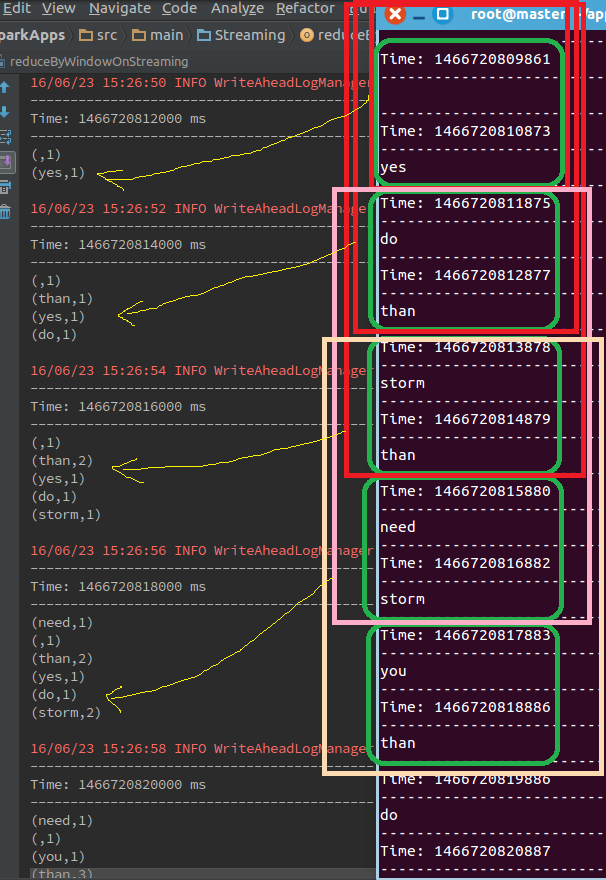 Edit View Navigate Code Analyze Refactor
parkApps src main Streaming reduceBy
reduceByWindowOnStreaming
16/06/23 15:26:50 INFO WriteAheadLogManager
Time: 1466720812000 ms
(,1)
(yes,1)
16/06/23 15:26:52 INFO WriteAheadLogManager
Time: 1466720814000 ms
(,1)
(than,1)
(yes,1)
(do,1)
16/06/23 15:26:54 INFO WriteAheadLogManager
Time: 1466720816000 ms
(,1)
(than,2)
(yes,1)
(do,1)
(storm,1)
16/06/23 15:26:56 INFO WriteAheadLogManager
Time: 1466720818000 ms
(need,1)
(,1)
(than,2)
(yes,1)
(do,1)
(storm,2)
16/06/23 15:26:58 INFO WriteAheadLogManager
Time: 1466720820000 ms
(need,1)
(,1)
(you,1)
(than,3)
root@master
Time: 1466720809861
Time: 1466720810873
yes
Time: 1466720811875
do
Time: 1466720812877
than
Time: 1466720813878
storm
Time: 1466720814879
than
Time: 1466720815880
need
Time: 1466720816882
storm
Time: 1466720817883
you
Time: 1466720818886
than
Time: 1466720819886
do
Time: 1466720820887